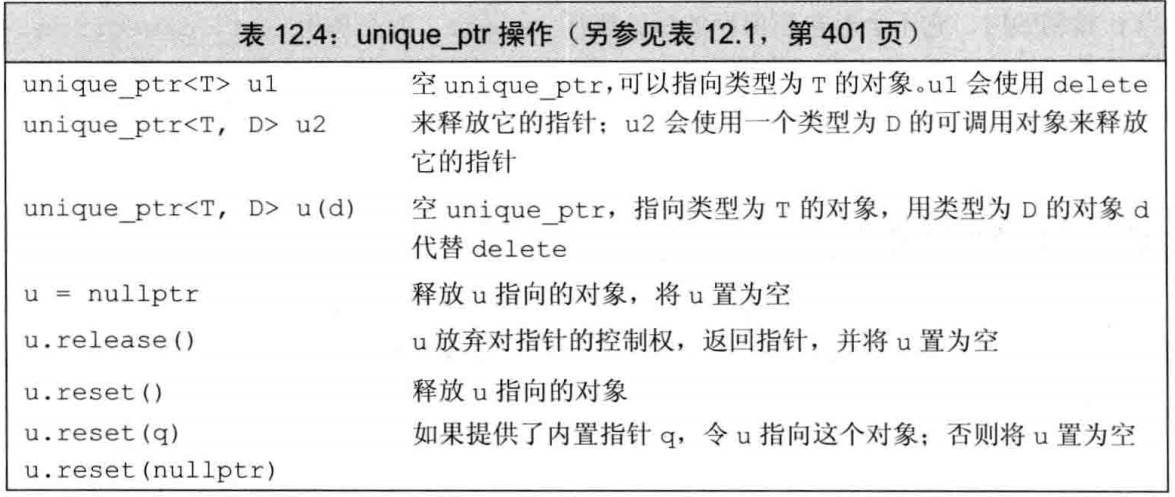 表 12.4：unique_ptr 操作（另参见表 12.1，第 401 页）
unique_ptr<T> u1 空 unique_ptr，可以指向类型为 T 的对象。u1 会使用 delete
unique_ptr<T, D> u2 来释放它的指针；u2 会使用一个类型为 D 的可调用对象来释放
它的指针
unique_ptr<T, D> u(d) 空 unique_ptr，指向类型为 T 的对象，用类型为 D 的对象 d
代替 delete
u = nullptr 释放 u 指向的对象，将 u 置为空
u.release() u 放弃对指针的控制权，返回指针，并将 u 置为空
u.reset() 释放 u 指向的对象
u.reset(q) 如果提供了内置指针 q，令 u 指向这个对象；否则将 u 置为空
u.reset(nullptr)